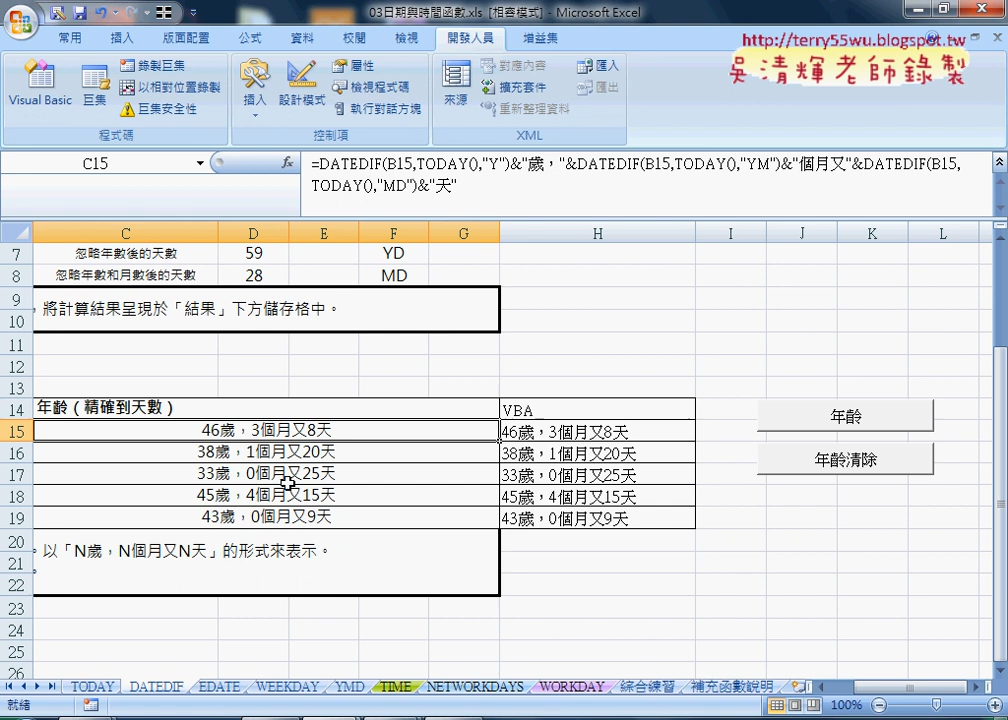 03日期與時間函數.xls [相容模式] - Microsoft Excel
常用 插入 版面配置 公式 資料 校閱 檢視 開發人員 增益集
http://terry55wu.blogspot.tw
吳清輝老師錄製
Visual Basic 巨集 錄製巨集 以相對位置錄製 巨集安全性 程式碼
插入 設計模式 屬性 檢視程式碼 執行對話方塊 控制項
來源 對應內容 擴充套件 重新整理資料 匯入 匯出 XML
C15 fx =DATEDIF(B15,TODAY(),"Y")&"歲，"&DATEDIF(B15,TODAY(),"YM")&"個月又"&DATEDIF(B15,
TODAY(),"MD")&"天"
C D E F G H I J K L
7 忽略年數後的天數 59 YD
8 忽略年數和月數後的天數 28 MD
9 ，將計算結果呈現於「結果」下方儲存格中。
10
11
12
13
14 年齡（精確到天數） VBA 年齡
15 46歲，3個月又8天 46歲，3個月又8天
16 38歲，1個月又20天 38歲，1個月又20天 年齡清除
17 33歲，0個月又25天 33歲，0個月又25天
18 45歲，4個月又15天 45歲，4個月又15天
19 43歲，0個月又9天 43歲，0個月又9天
20 。以「N歲，N個月又N天」的形式來表示。
21 。
22
23
24
25
26
TODAY DATEDIF EDATE WEEKDAY YMD TIME NETWORKDAYS WORKDAY 綜合練習 補充函數說明
就緒 100%